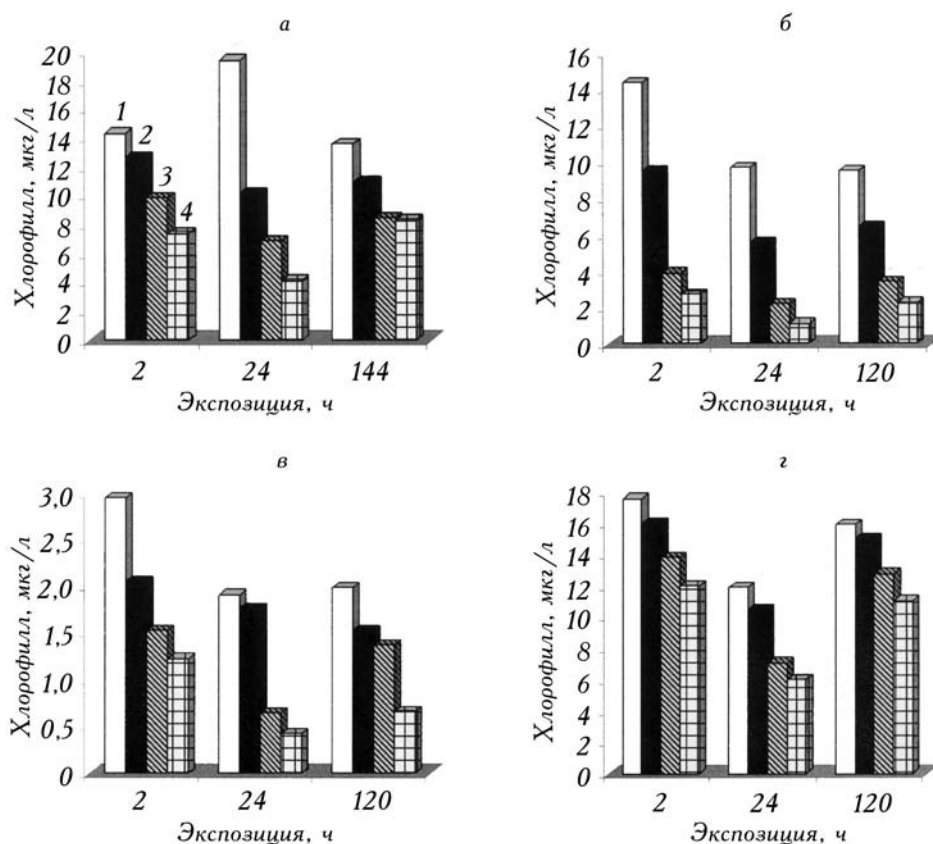 а
Хлорофилл, мкг/л
20
18
16
14
12
10
8
6
4
2
0
1
2
3
4
2 24 144
Экспозиция, ч
б
Хлорофилл, мкг/л
16
14
12
10
8
6
4
2
0
2 24 120
Экспозиция, ч
в
Хлорофилл, мкг/л
3,0
2,5
2,0
1,5
1,0
0,5
0
2 24 120
Экспозиция, ч
г
Хлорофилл, мкг/л
18
16
14
12
10
8
6
4
2
0
2 24 120
Экспозиция, ч